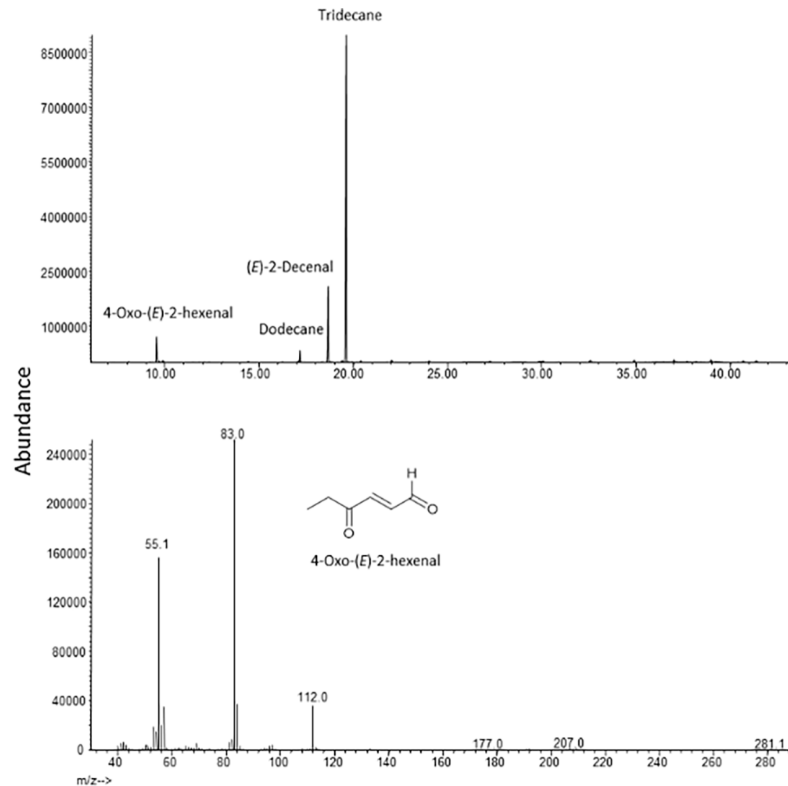 Tridecane
8500000
7000000
5500000
4000000
(E)-2-Decenal
2500000
4-Oxo-(E)-2-hexenal
Dodecane
1000000
10.00 15.00 20.00 25.00 30.00 35.00 40.00
Abundance
83.0
240000
H
200000
O
O
55.1
160000
4-Oxo-(E)-2-hexenal
120000
80000
112.0
40000
177.0 207.0 281.1
0
40 60 80 100 120 140 160 180 200 220 240 260 280
m/z-->